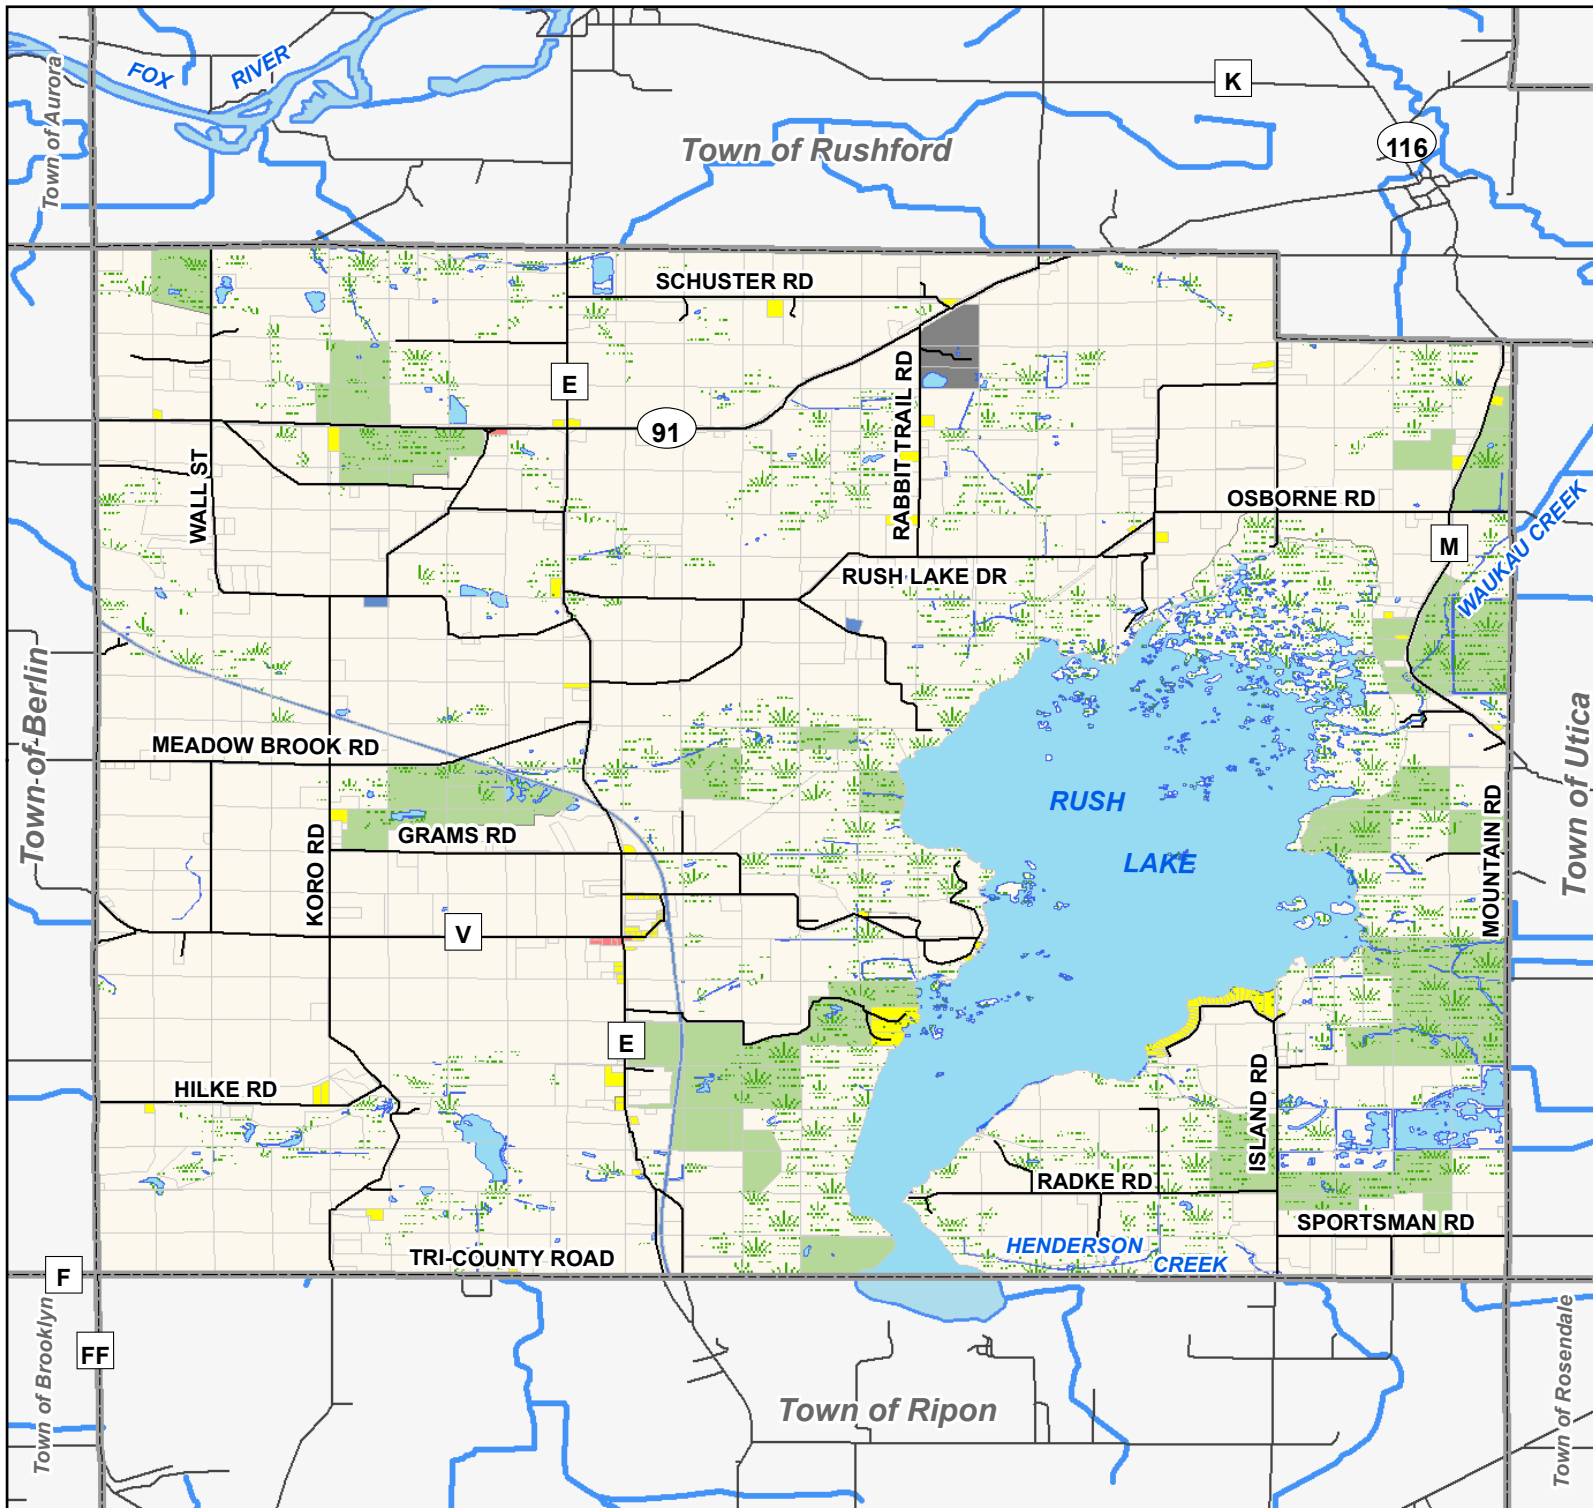 FOX
RIVER
Town of Aurora
K
116
Town of Rushford
SCHUSTER RD
E
91
RABBIT TRAIL RD
WALL ST
OSBORNE RD
M
WAUKAU CREEK
RUSH LAKE DR
Town of Berlin
Town of Utica
MEADOW BROOK RD
RUSH
LAKE
GRAMS RD
KORO RD
MOUNTAIN RD
V
E
HILKE RD
ISLAND RD
RADKE RD
SPORTSMAN RD
HENDERSON
CREEK
TRI-COUNTY ROAD
F
FF
Town of Brooklyn
Town of Ripon
Town of Rosendale